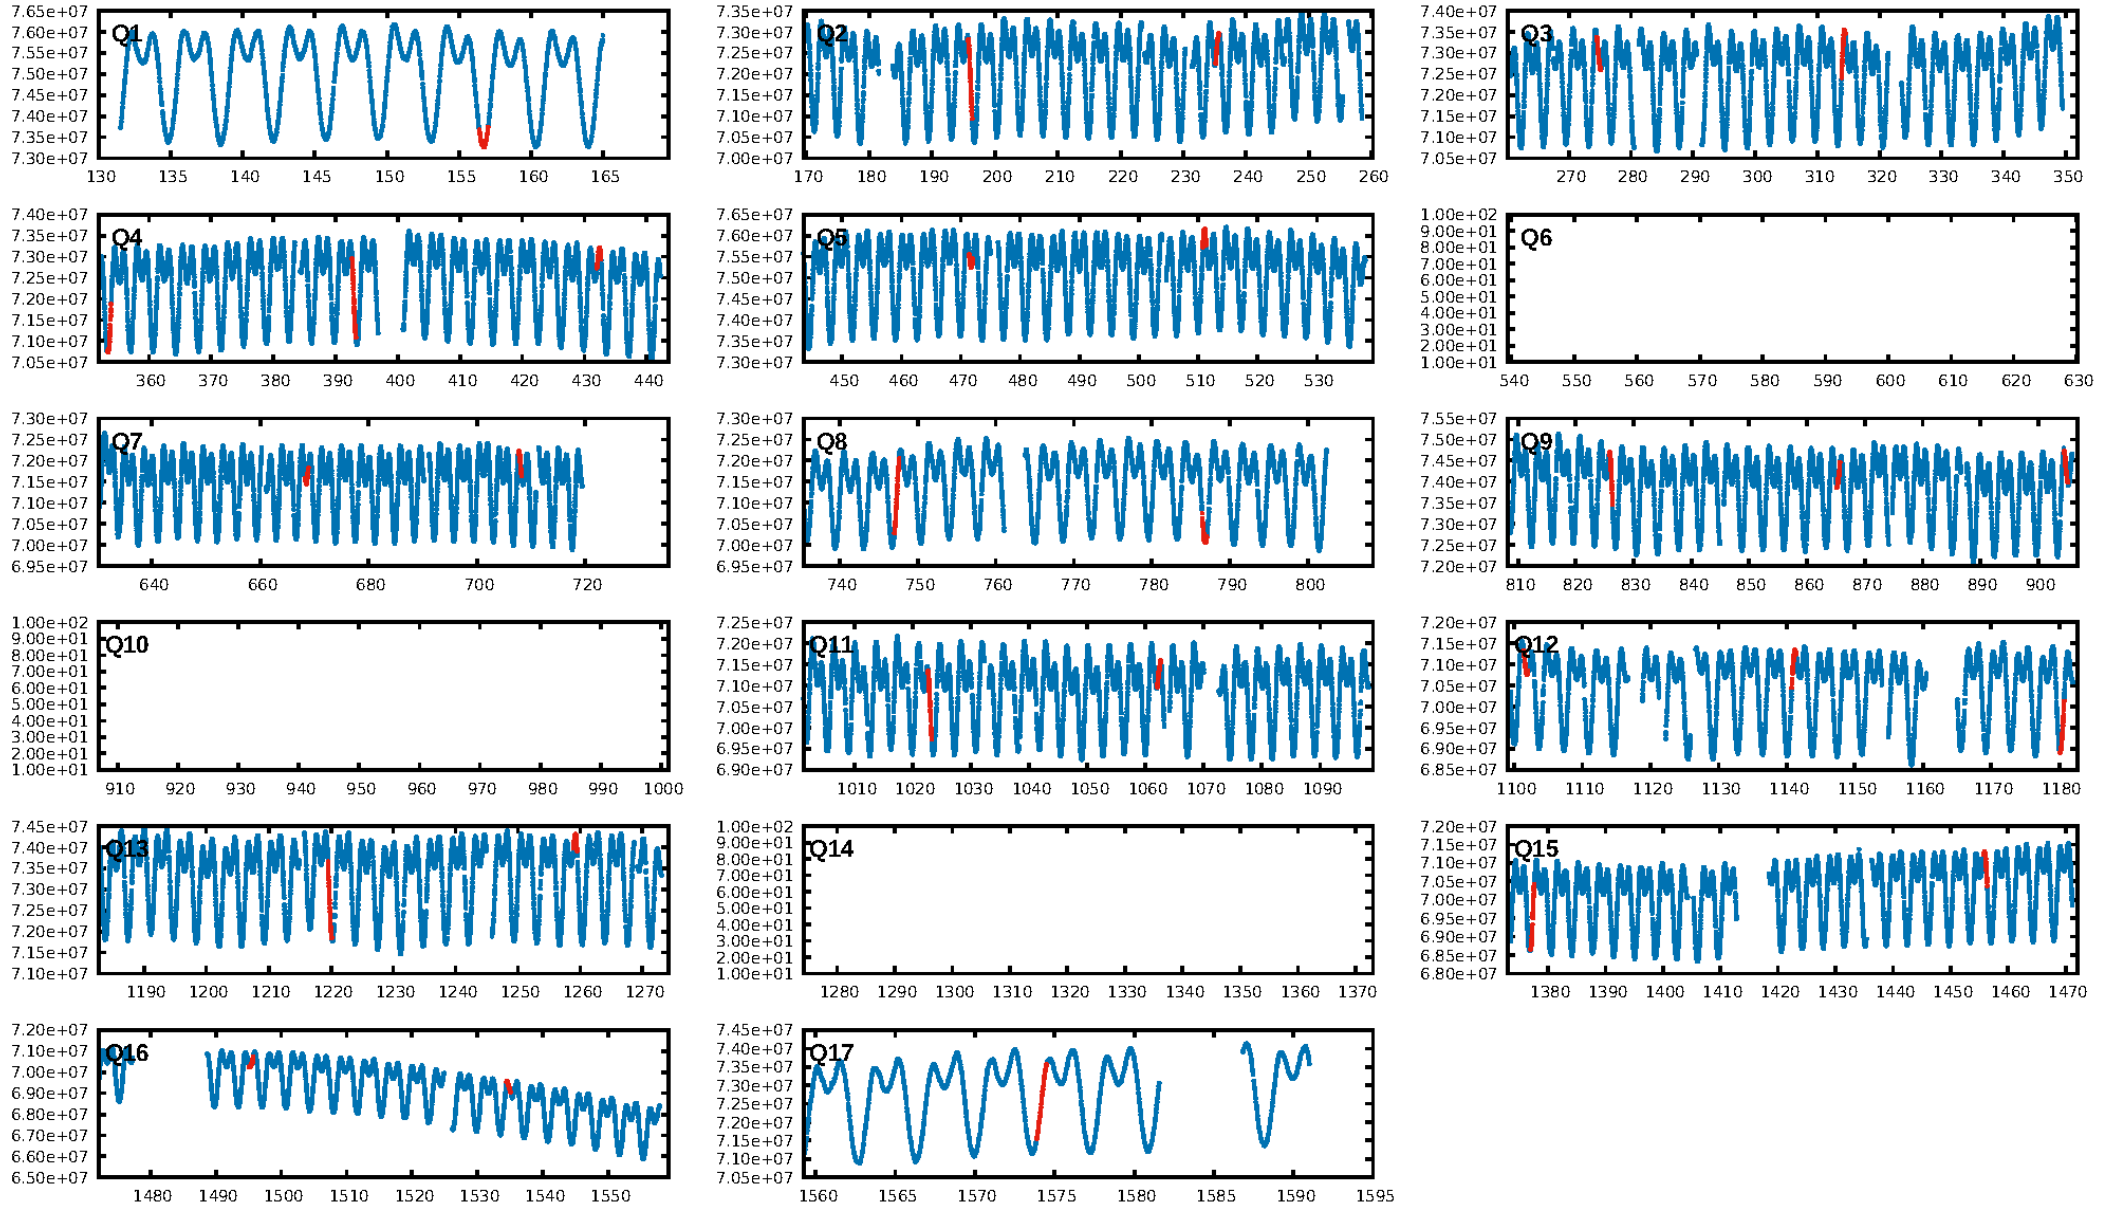 7.65e+07
7.60e+07
7.55e+07
7.50e+07
7.45e+07
7.40e+07
7.35e+07
7.30e+07
Q1
130 135 140 145 150 155 160 165
7.35e+07
7.30e+07
7.25e+07
7.20e+07
7.15e+07
7.10e+07
7.05e+07
7.00e+07
Q2
170 180 190 200 210 220 230 240 250 260
7.40e+07
7.35e+07
7.30e+07
7.25e+07
7.20e+07
7.15e+07
7.10e+07
7.05e+07
Q3
270 280 290 300 310 320 330 340 350
7.40e+07
7.35e+07
7.30e+07
7.25e+07
7.20e+07
7.15e+07
7.10e+07
7.05e+07
Q4
360 370 380 390 400 410 420 430 440
7.65e+07
7.60e+07
7.55e+07
7.50e+07
7.45e+07
7.40e+07
7.35e+07
7.30e+07
Q5
450 460 470 480 490 500 510 520 530
1.00e+02
9.00e+01
8.00e+01
7.00e+01
6.00e+01
5.00e+01
4.00e+01
3.00e+01
2.00e+01
1.00e+01
Q6
540 550 560 570 580 590 600 610 620 630
7.30e+07
7.25e+07
7.20e+07
7.15e+07
7.10e+07
7.05e+07
7.00e+07
6.95e+07
Q7
640 660 680 700 720
7.30e+07
7.25e+07
7.20e+07
7.15e+07
7.10e+07
7.05e+07
7.00e+07
6.95e+07
Q8
740 750 760 770 780 790 800
7.55e+07
7.50e+07
7.45e+07
7.40e+07
7.35e+07
7.30e+07
7.25e+07
7.20e+07
Q9
810 820 830 840 850 860 870 880 890 900
1.00e+02
9.00e+01
8.00e+01
7.00e+01
6.00e+01
5.00e+01
4.00e+01
3.00e+01
2.00e+01
1.00e+01
Q10
910 920 930 940 950 960 970 980 990 1000
7.25e+07
7.20e+07
7.15e+07
7.10e+07
7.05e+07
7.00e+07
6.95e+07
6.90e+07
Q11
1010 1020 1030 1040 1050 1060 1070 1080 1090
7.20e+07
7.15e+07
7.10e+07
7.05e+07
7.00e+07
6.95e+07
6.90e+07
6.85e+07
Q12
1100 1110 1120 1130 1140 1150 1160 1170 1180
7.45e+07
7.40e+07
7.35e+07
7.30e+07
7.25e+07
7.20e+07
7.15e+07
7.10e+07
Q13
1190 1200 1210 1220 1230 1240 1250 1260 1270
1.00e+02
9.00e+01
8.00e+01
7.00e+01
6.00e+01
5.00e+01
4.00e+01
3.00e+01
2.00e+01
1.00e+01
Q14
1280 1290 1300 1310 1320 1330 1340 1350 1360 1370
7.20e+07
7.15e+07
7.10e+07
7.05e+07
7.00e+07
6.95e+07
6.90e+07
6.85e+07
6.80e+07
Q15
1380 1390 1400 1410 1420 1430 1440 1450 1460 1470
7.20e+07
7.10e+07
7.00e+07
6.90e+07
6.80e+07
6.70e+07
6.60e+07
6.50e+07
Q16
1480 1490 1500 1510 1520 1530 1540 1550
7.45e+07
7.40e+07
7.35e+07
7.30e+07
7.25e+07
7.20e+07
7.15e+07
7.10e+07
7.05e+07
Q17
1560 1565 1570 1575 1580 1585 1590 1595